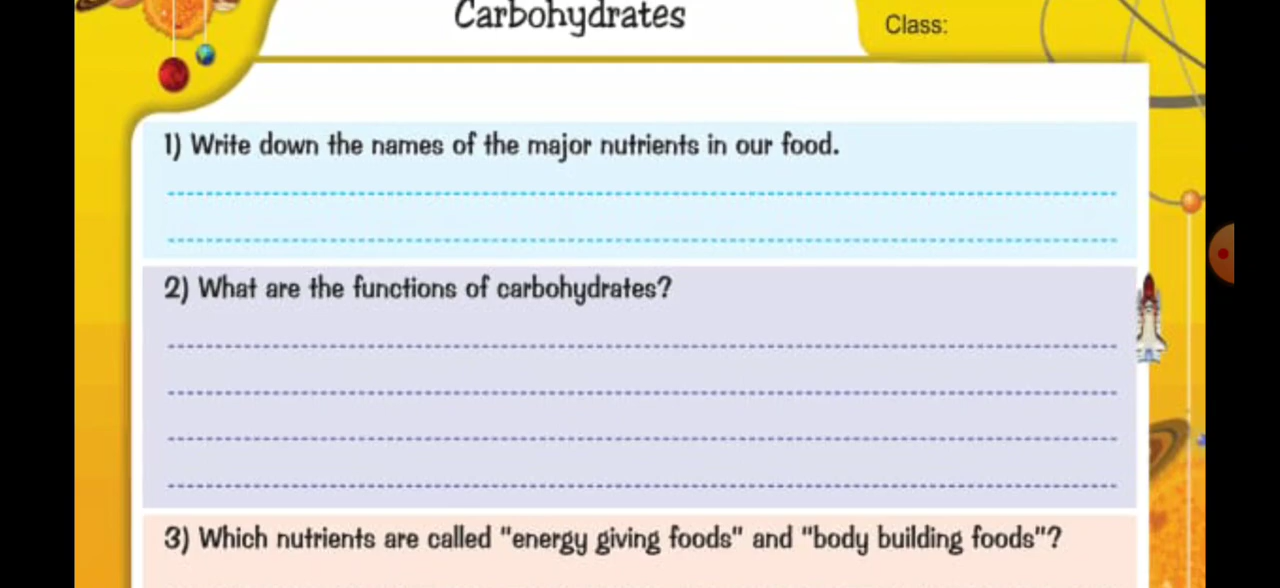 Carbohydrates
Class:
1) Write down the names of the major nutrients in our food.
2) What are the functions of carbohydrates?
3) Which nutrients are called "energy giving foods" and "body building foods"?